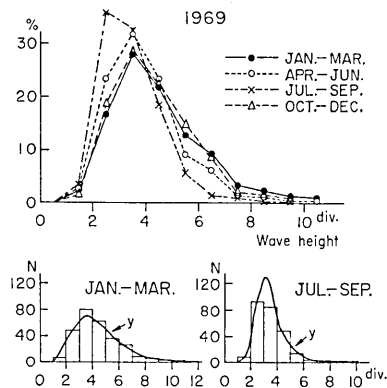 1969
%
30
20
10
0
0 2 4 6 8 10 div.
Wave height
JAN.–MAR.
APR.–JUN.
JUL.–SEP.
OCT.–DEC.
N
JAN.–MAR.
120
80
40
0
y
0 2 4 6 8 10 12
N
JUL.–SEP.
120
80
40
0
y
0 2 4 6 8 10 div.